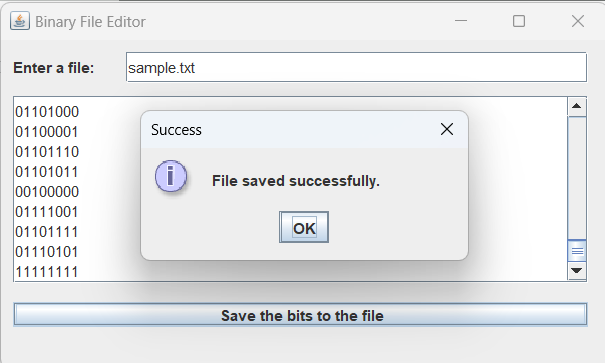 Binary File Editor
Enter a file: sample.txt
01101000
01100001
01101110
01101011
00100000
01111001
01101111
01110101
11111111
Success
i
File saved successfully.
OK
Save the bits to the file